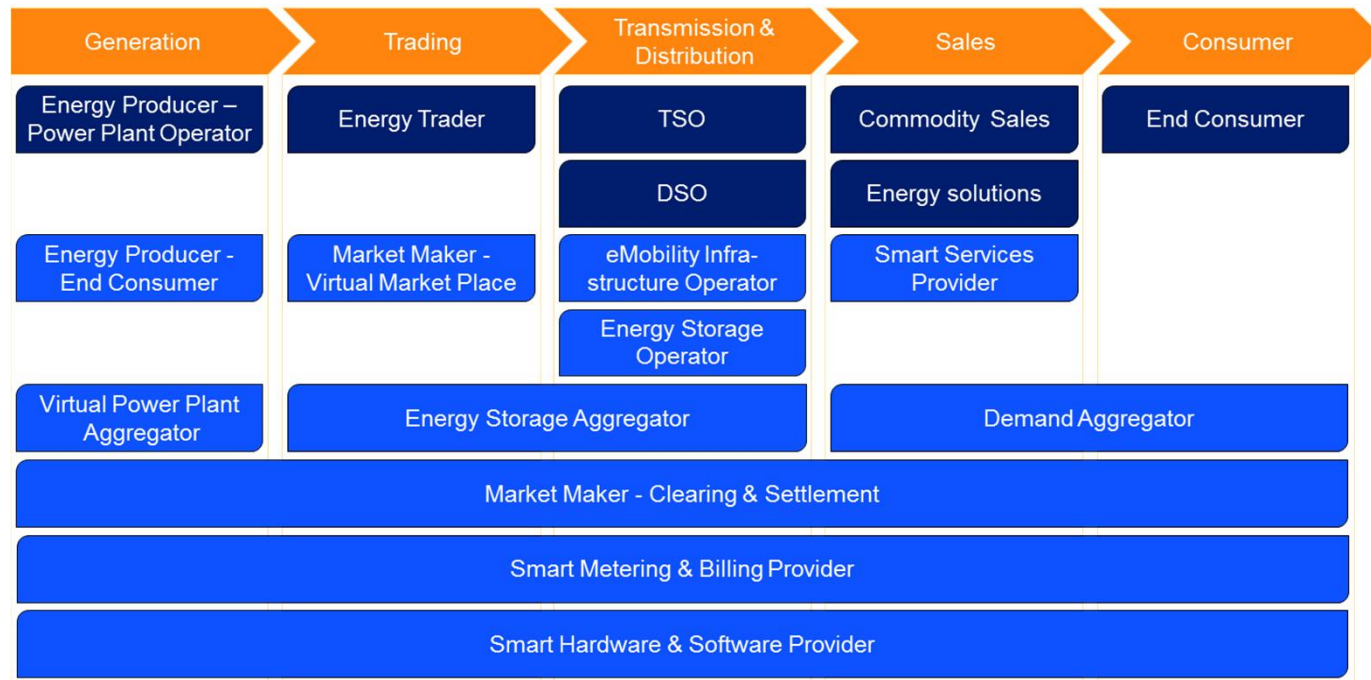 Generation
Trading
Transmission &
Distribution
Sales
Consumer
Energy Producer –
Power Plant Operator
Energy Trader
TSO
Commodity Sales
End Consumer
DSO
Energy solutions
Energy Producer -
End Consumer
Market Maker -
Virtual Market Place
eMobility Infra-
structure Operator
Smart Services
Provider
Energy Storage
Operator
Virtual Power Plant
Aggregator
Energy Storage Aggregator
Demand Aggregator
Market Maker - Clearing & Settlement
Smart Metering & Billing Provider
Smart Hardware & Software Provider